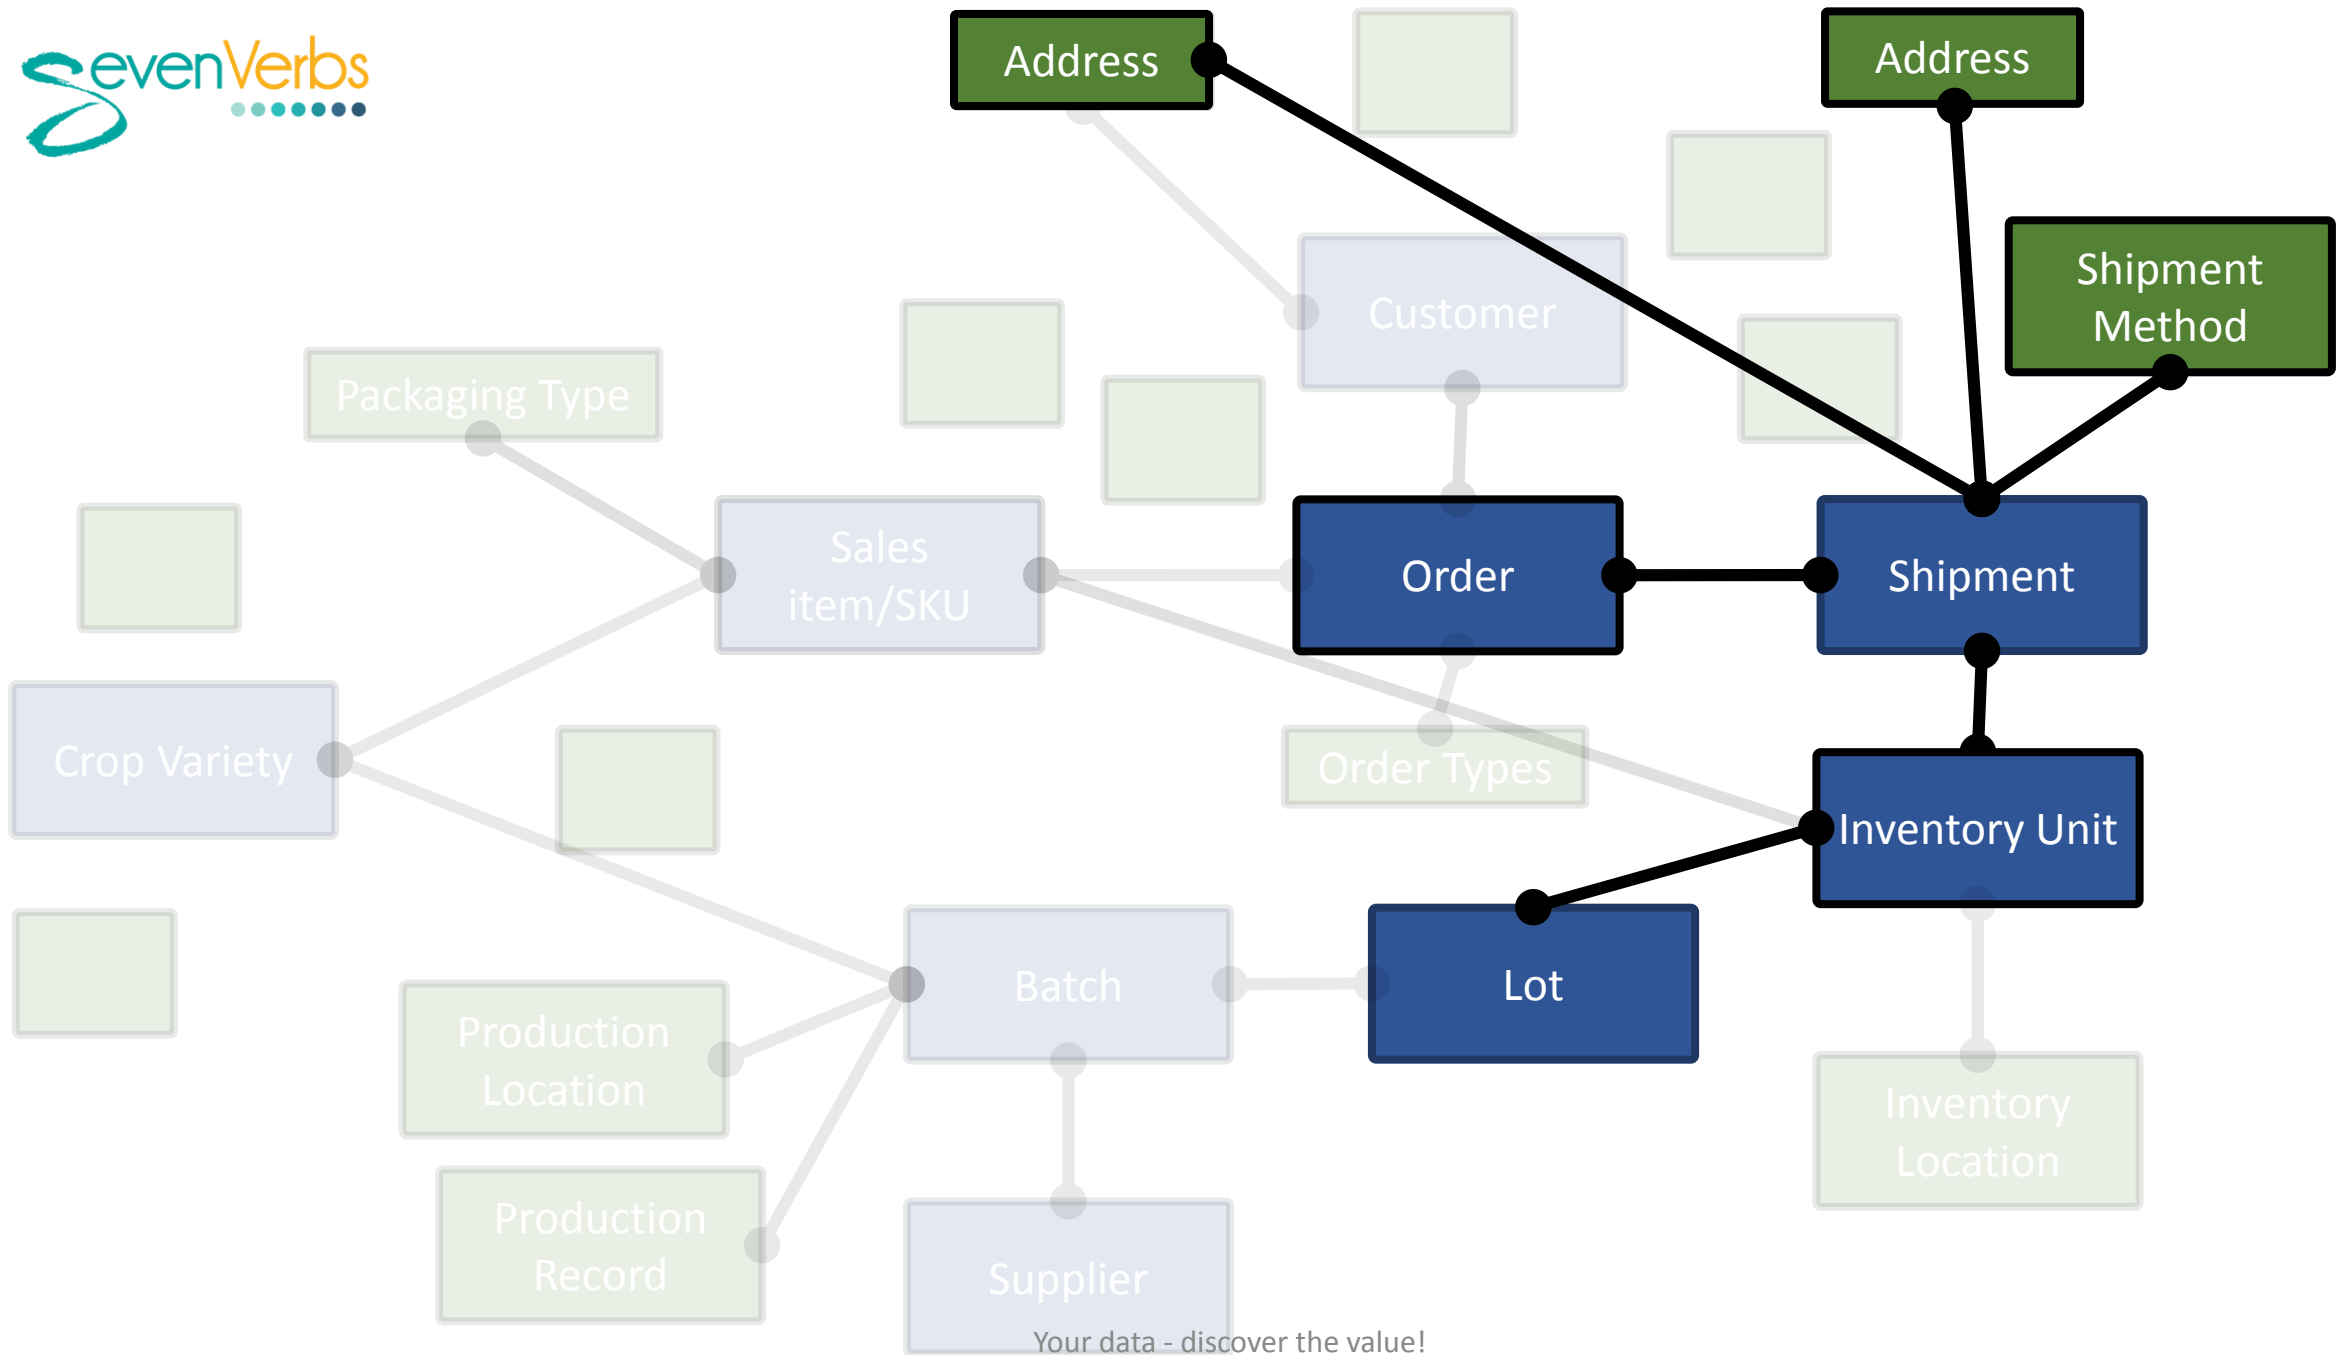 SevenVerbs
Address
Address
Shipment
Method
Customer
Packaging Type
Sales
item/SKU
Order
Shipment
Crop Variety
Order Types
Inventory Unit
Batch
Lot
Production
Location
Inventory
Location
Production
Record
Supplier
Your data - discover the value!